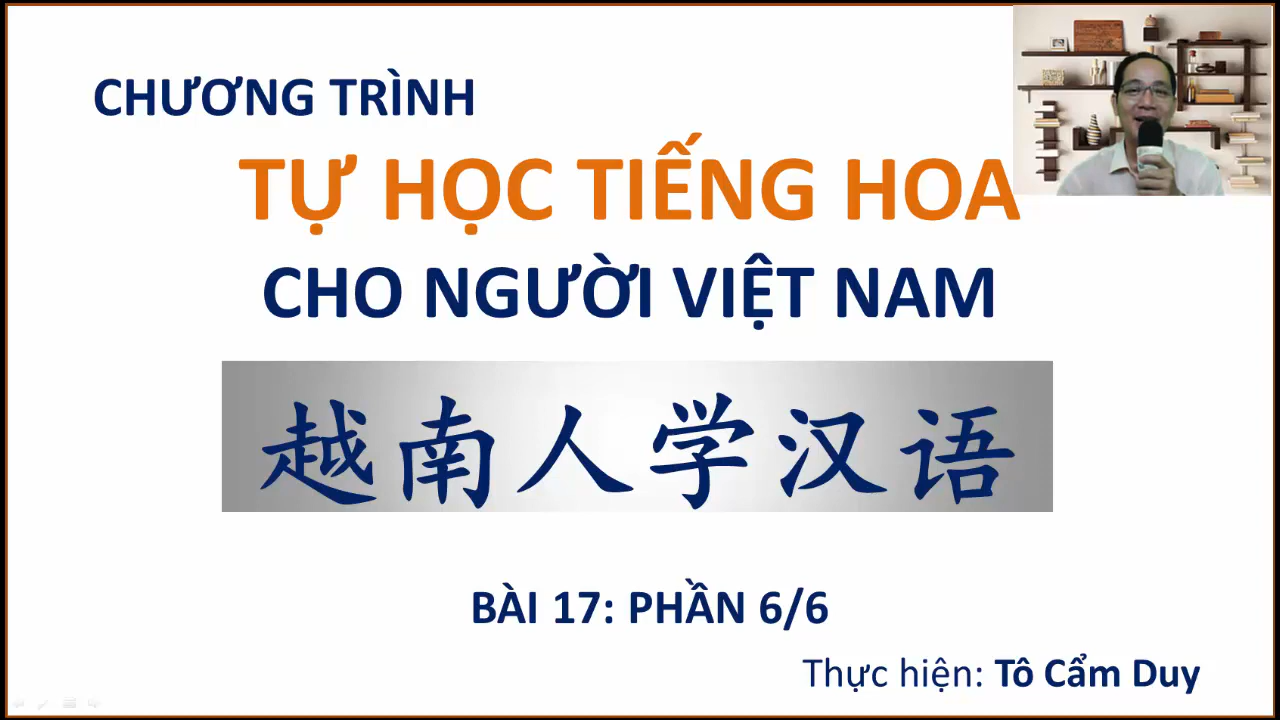 CHƯƠNG TRÌNH
TỰ HỌC TIẾNG HOA
CHO NGƯỜI VIỆT NAM
越南人学汉语
BÀI 17: PHẦN 6/6
Thực hiện: Tô Cẩm Duy